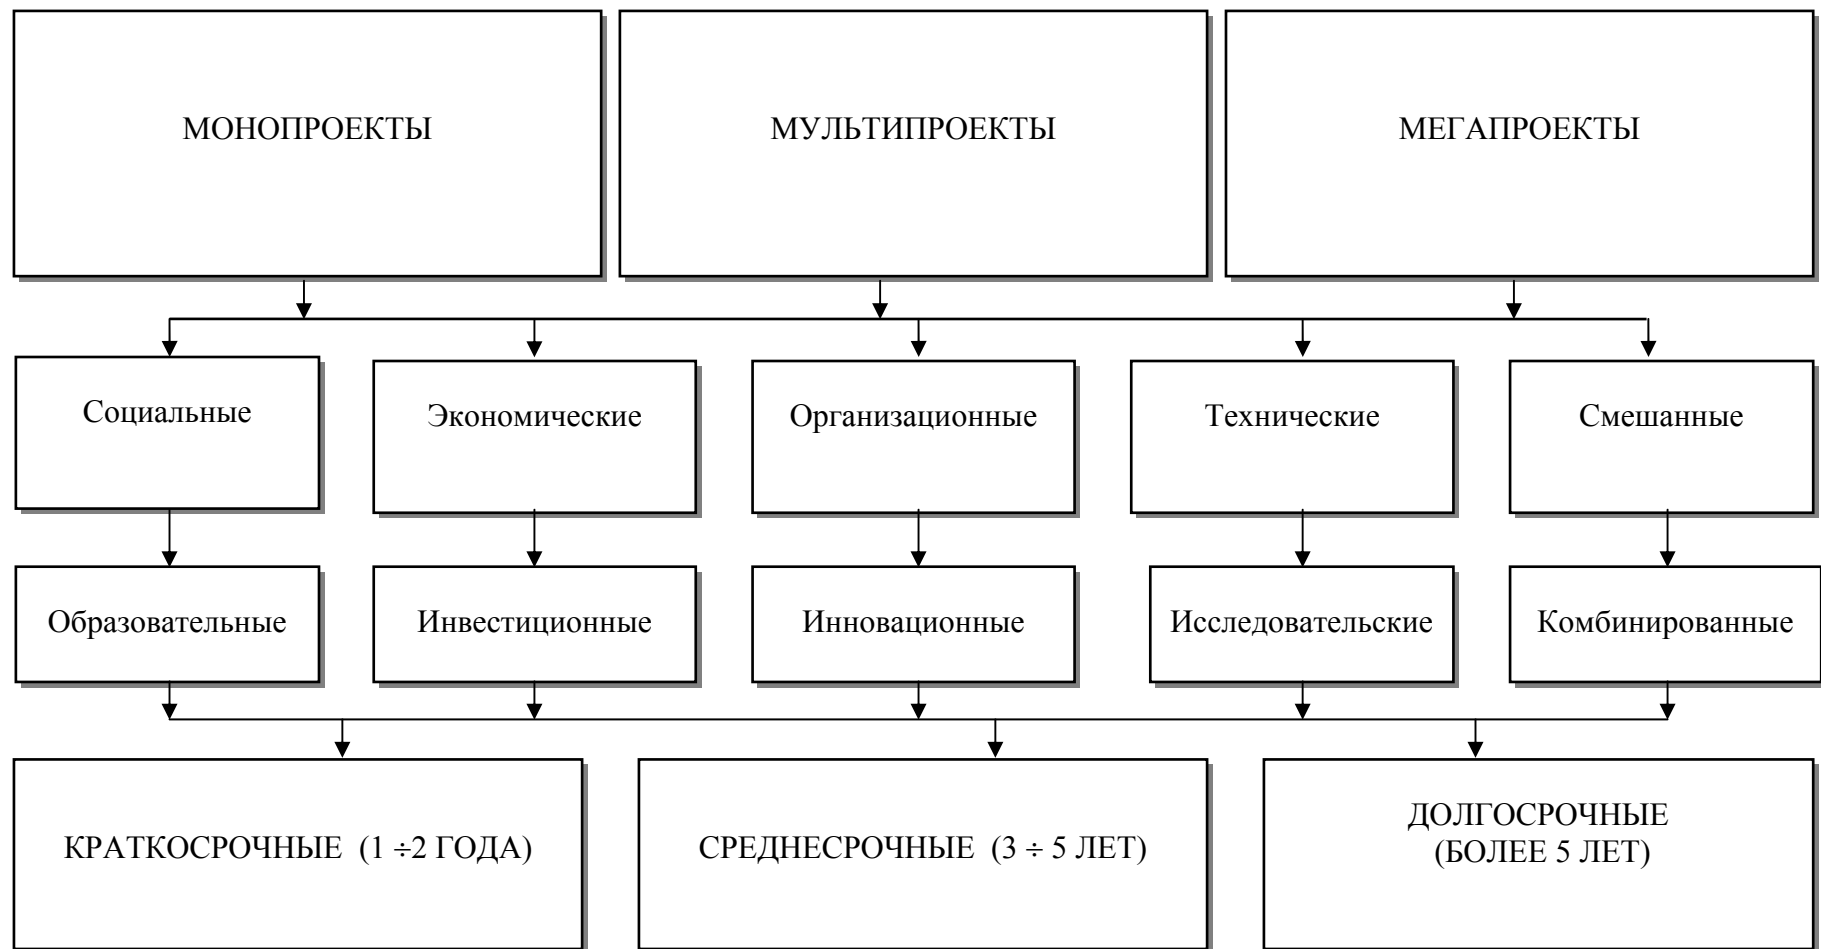 МОНОПРОЕКТЫ
МУЛЬТИПРОЕКТЫ
МЕГАПРОЕКТЫ
Социальные
Экономические
Организационные
Технические
Смешанные
Образовательные
Инвестиционные
Инновационные
Исследовательские
Комбинированные
КРАТКОСРОЧНЫЕ (1 ÷2 ГОДА)
СРЕДНЕСРОЧНЫЕ (3 ÷ 5 ЛЕТ)
ДОЛГОСРОЧНЫЕ
(БОЛЕЕ 5 ЛЕТ)